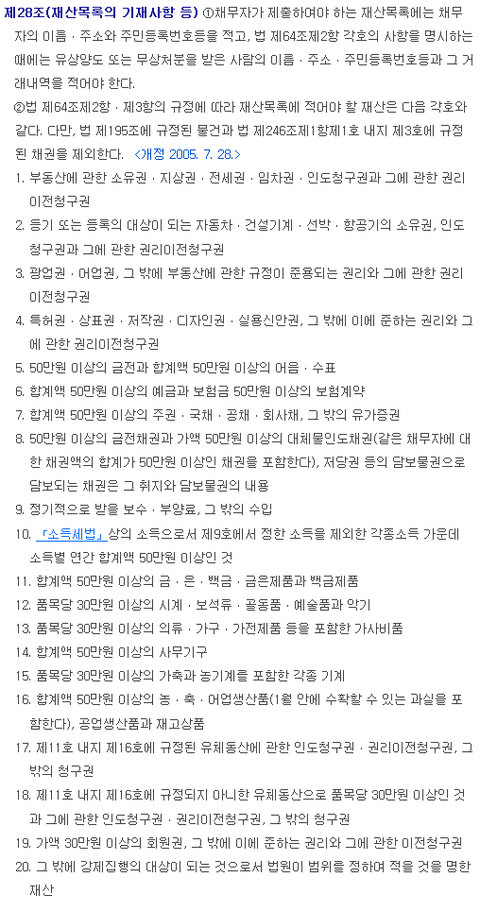 제28조(재산목록의 기재사항 등) ①채무자가 제출하여야 하는 재산목록에는 채무
자의 이름ㆍ주소와 주민등록번호등을 적고, 법 제64조제2항 각호의 사항을 명시하는
때에는 유상양도 또는 무상처분을 받은 사람의 이름ㆍ주소ㆍ주민등록번호등과 그 거
래내역을 적어야 한다.
②법 제64조제2항ㆍ제3항의 규정에 따라 재산목록에 적어야 할 재산은 다음 각호와
같다. 다만, 법 제195조에 규정된 물건과 법 제246조제1항제1호 내지 제3호에 규정
된 채권을 제외한다. <개정 2005. 7. 28.>
1. 부동산에 관한 소유권ㆍ지상권ㆍ전세권ㆍ임차권ㆍ인도청구권과 그에 관한 권리
이전청구권
2. 등기 또는 등록의 대상이 되는 자동차ㆍ건설기계ㆍ선박ㆍ항공기의 소유권, 인도
청구권과 그에 관한 권리이전청구권
3. 광업권ㆍ어업권, 그 밖에 부동산에 관한 규정이 준용되는 권리와 그에 관한 권리
이전청구권
4. 특허권ㆍ상표권ㆍ저작권ㆍ디자인권ㆍ실용신안권, 그 밖에 이에 준하는 권리와 그
에 관한 권리이전청구권
5. 50만원 이상의 금전과 합계액 50만원 이상의 어음ㆍ수표
6. 합계액 50만원 이상의 예금과 보험금 50만원 이상의 보험계약
7. 합계액 50만원 이상의 주권ㆍ국채ㆍ공채ㆍ회사채, 그 밖의 유가증권
8. 50만원 이상의 금전채권과 가액 50만원 이상의 대체물인도채권(같은 채무자에 대
한 채권액의 합계가 50만원 이상인 채권을 포함한다), 저당권 등의 담보물권으로
담보되는 채권은 그 취지와 담보물권의 내용
9. 정기적으로 받을 보수ㆍ부양료, 그 밖의 수입
10. 「소득세법」상의 소득으로서 제9호에서 정한 소득을 제외한 각종소득 가운데
소득별 연간 합계액 50만원 이상인 것
11. 합계액 50만원 이상의 금ㆍ은ㆍ백금ㆍ금은제품과 백금제품
12. 품목당 30만원 이상의 시계ㆍ보석류ㆍ골동품ㆍ예술품과 악기
13. 품목당 30만원 이상의 의류ㆍ가구ㆍ가전제품 등을 포함한 가사비품
14. 합계액 50만원 이상의 사무기구
15. 품목당 30만원 이상의 가축과 농기계를 포함한 각종 기계
16. 합계액 50만원 이상의 농ㆍ축ㆍ어업생산품(1월 안에 수확할 수 있는 과실을 포
함한다), 공업생산품과 재고상품
17. 제11호 내지 제16호에 규정된 유체동산에 관한 인도청구권ㆍ권리이전청구권, 그
밖의 청구권
18. 제11호 내지 제16호에 규정되지 아니한 유체동산으로 품목당 30만원 이상인 것
과 그에 관한 인도청구권ㆍ권리이전청구권, 그 밖의 청구권
19. 가액 30만원 이상의 회원권, 그 밖에 이에 준하는 권리와 그에 관한 이전청구권
20. 그 밖에 강제집행의 대상이 되는 것으로서 법원이 범위를 정하여 적을 것을 명한
재산